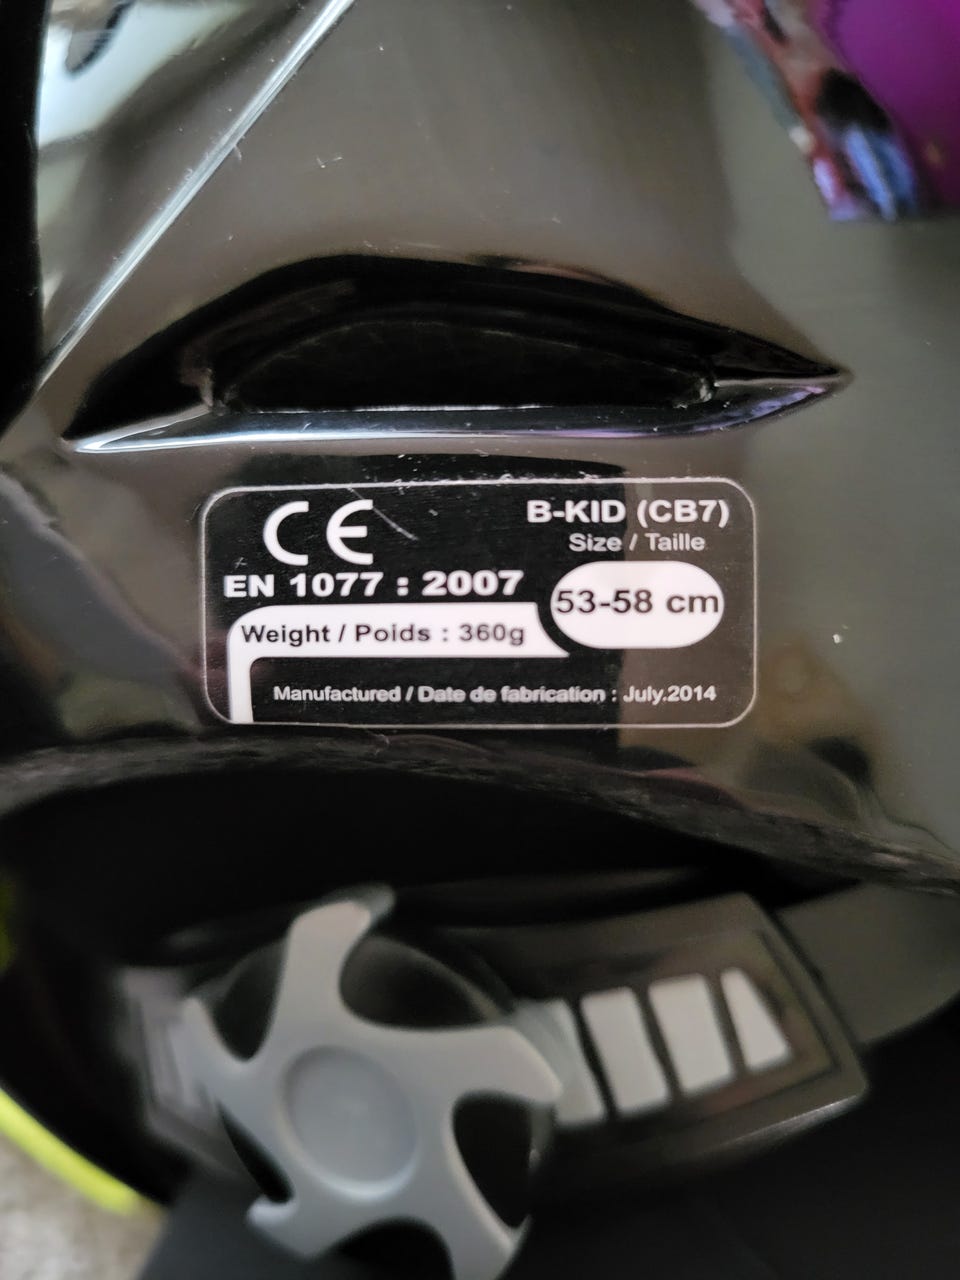 CE
EN 1077 : 2007
B-KID (CB7)
Size / Taille
53-58 cm
Weight / Poids : 360g
Manufactured / Date de fabrication : July.2014